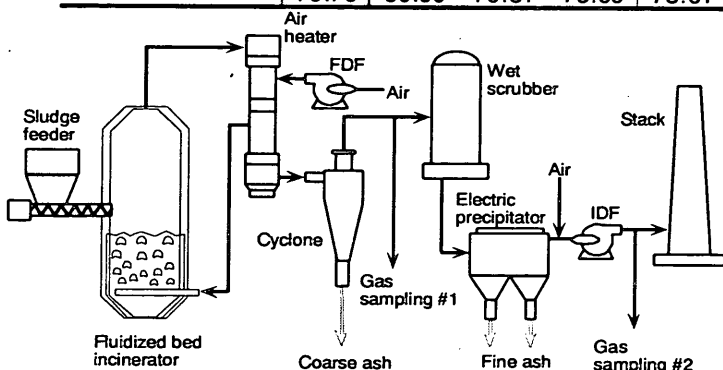 Air
heater
FDF
Air
Wet
scrubber
Stack
Sludge
feeder
Air
Electric
precipitator
IDF
Cyclone
Gas
sampling #1
Fluidized bed
incinerator
Coarse ash
Fine ash
Gas
sampling #2